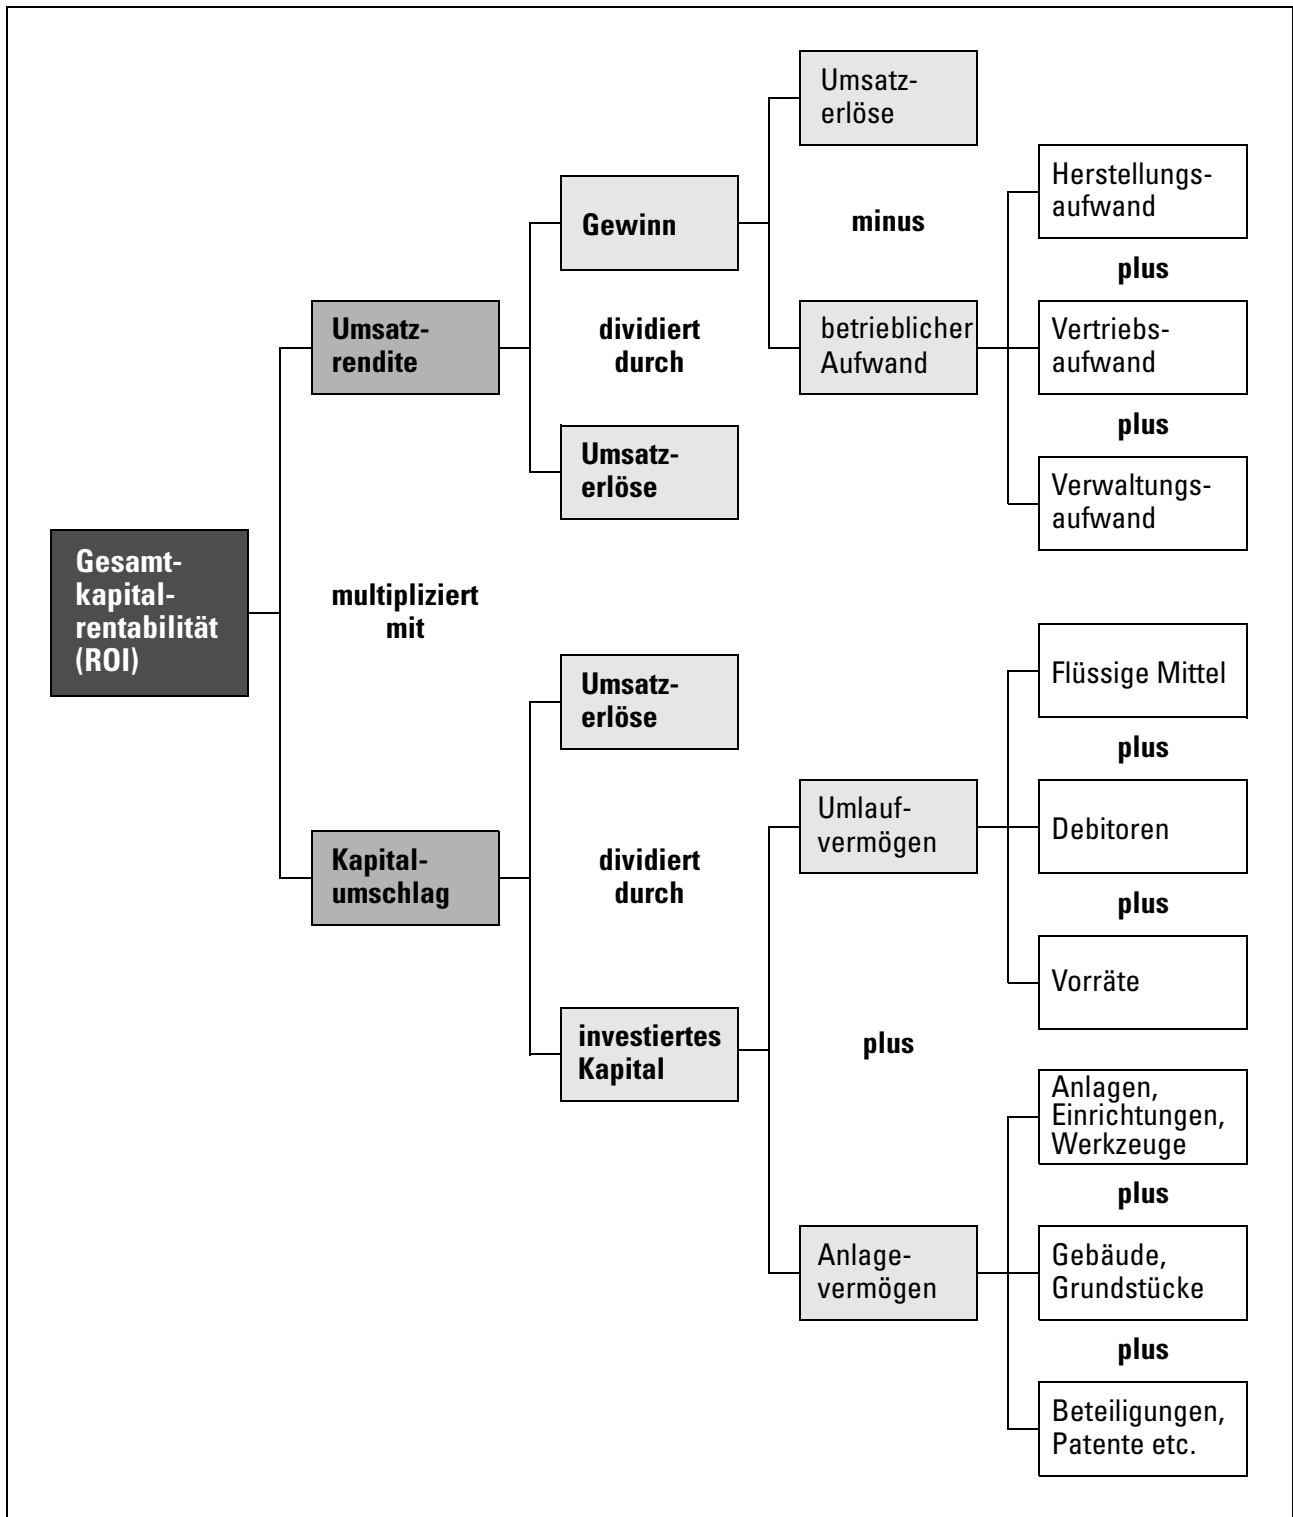 Umsatz-
erlöse
Herstellungs-
aufwand
Gewinn
minus
plus
Umsatz-
rendite
dividiert
durch
betrieblicher
Aufwand
Vertriebs-
aufwand
plus
Umsatz-
erlöse
Verwaltungs-
aufwand
Gesamt-
kapital-
rentabilität
(ROI)
multipliziert
mit
Umsatz-
erlöse
Flüssige Mittel
plus
Umlauf-
vermögen
Debitoren
Kapital-
umschlag
dividiert
durch
plus
Vorräte
investiertes
Kapital
plus
Anlagen,
Einrichtungen,
Werkzeuge
plus
Anlage-
vermögen
Gebäude,
Grundstücke
plus
Beteiligungen,
Patente etc.